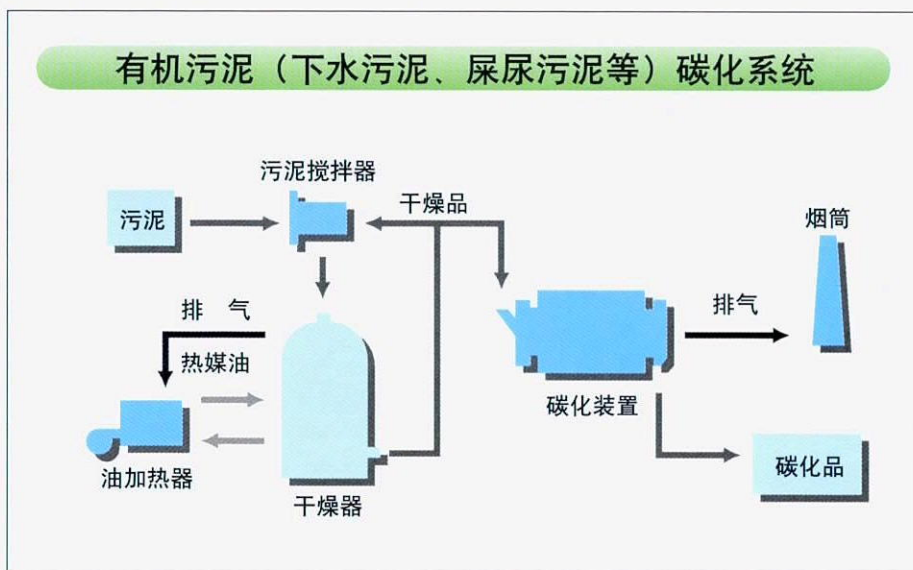 有机污泥（下水污泥、屎尿污泥等）碳化系统
污泥搅拌器
污泥
干燥品
烟筒
排 气
热媒油
排气
碳化装置
油加热器
干燥器
碳化品